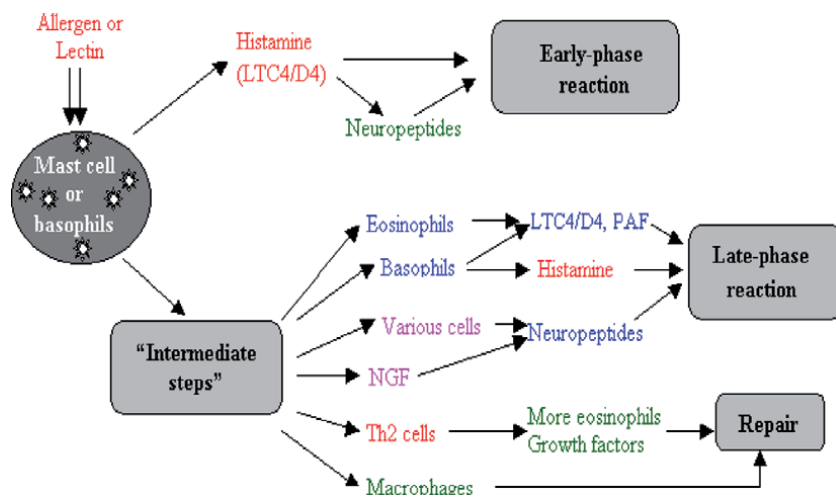 Allergen or
Lectin
Histamine
(LTC4/D4)
Neuropeptides
Early-phase
reaction
Mast cell
or
basophils
Eosinophils
LTC4/D4, PAF
Basophils
Histamine
Late-phase
reaction
Various cells
Neuropeptides
NGF
“Intermediate
steps”
Th2 cells
More eosinophils
Growth factors
Repair
Macrophages